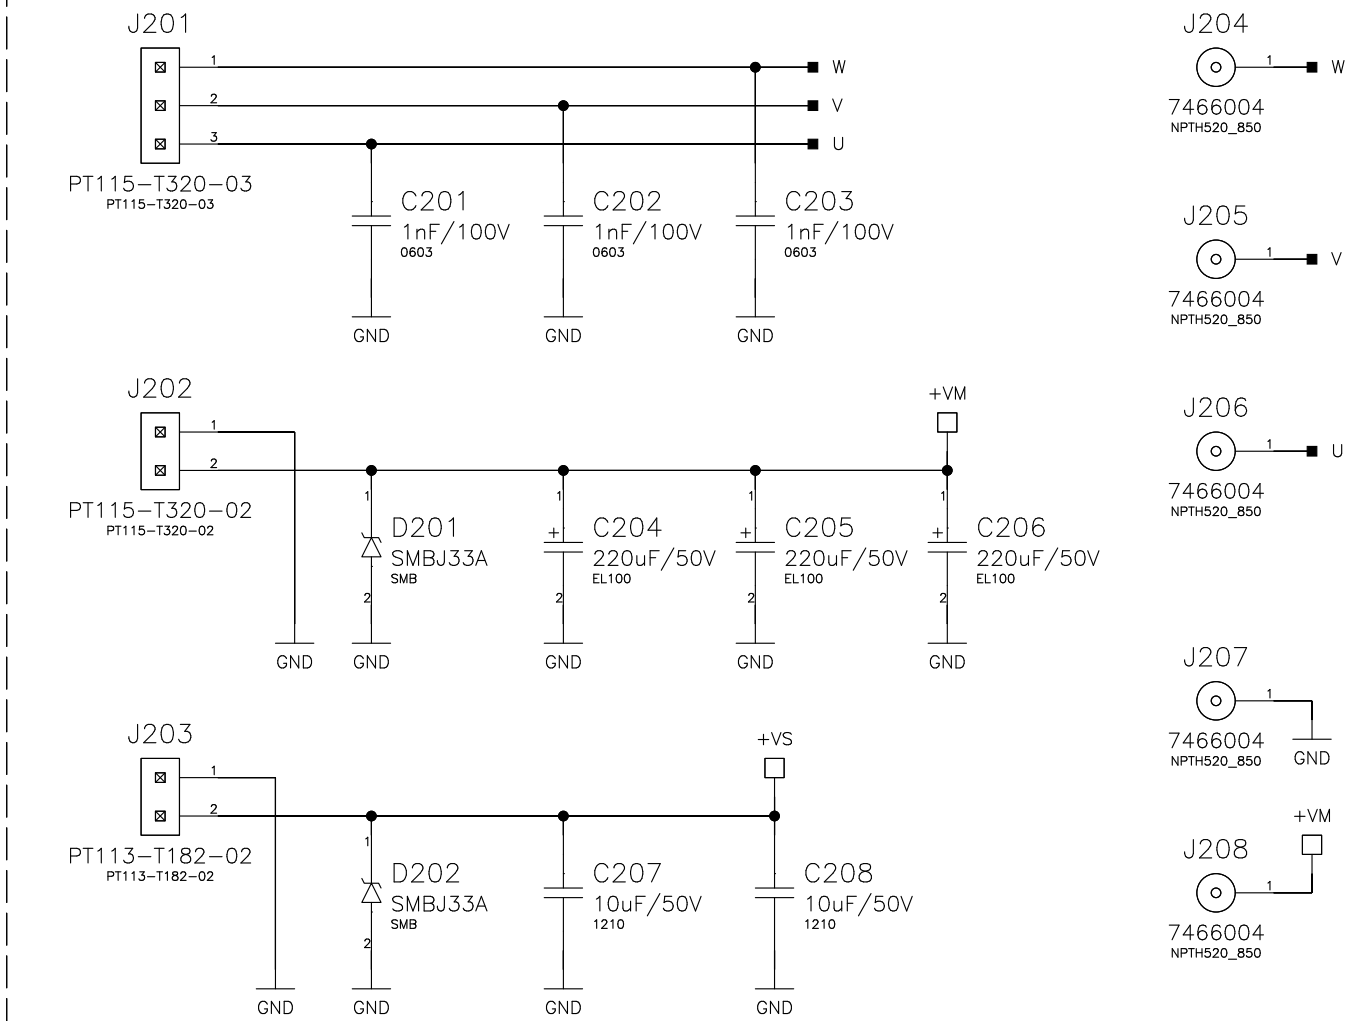 J201
1
2
3
W
V
U
PT115-T320-03
PT115-T320-03
C201
1nF/100V
0603
GND
C202
1nF/100V
0603
GND
C203
1nF/100V
0603
GND
J204
1
W
7466004
NPTH520_850
J205
1
V
7466004
NPTH520_850
J202
1
2
PT115-T320-02
PT115-T320-02
GND
1
D201
SMBJ33A
SMB
2
GND
1
+
C204
220uF/50V
EL100
2
GND
1
+
C205
220uF/50V
EL100
2
GND
+VM
1
+
C206
220uF/50V
EL100
2
GND
J206
1
U
7466004
NPTH520_850
J207
1
7466004
NPTH520_850
GND
J203
1
2
PT113-T182-02
PT113-T182-02
GND
1
D202
SMBJ33A
SMB
2
GND
C207
10uF/50V
1210
GND
+VS
C208
10uF/50V
1210
GND
+VM
J208
1
7466004
NPTH520_850